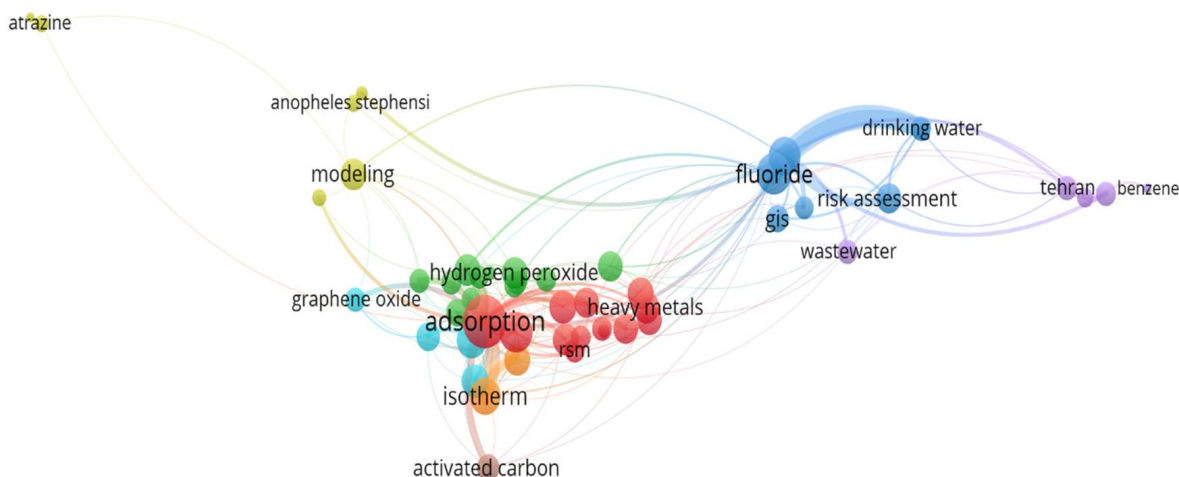 atrazine
anopheles stephensi
drinking water
modeling
fluoride
tehran
benzene
risk assessment
gis
wastewater
hydrogen peroxide
graphene oxide
heavy metals
adsorption
rsm
isotherm
activated carbon